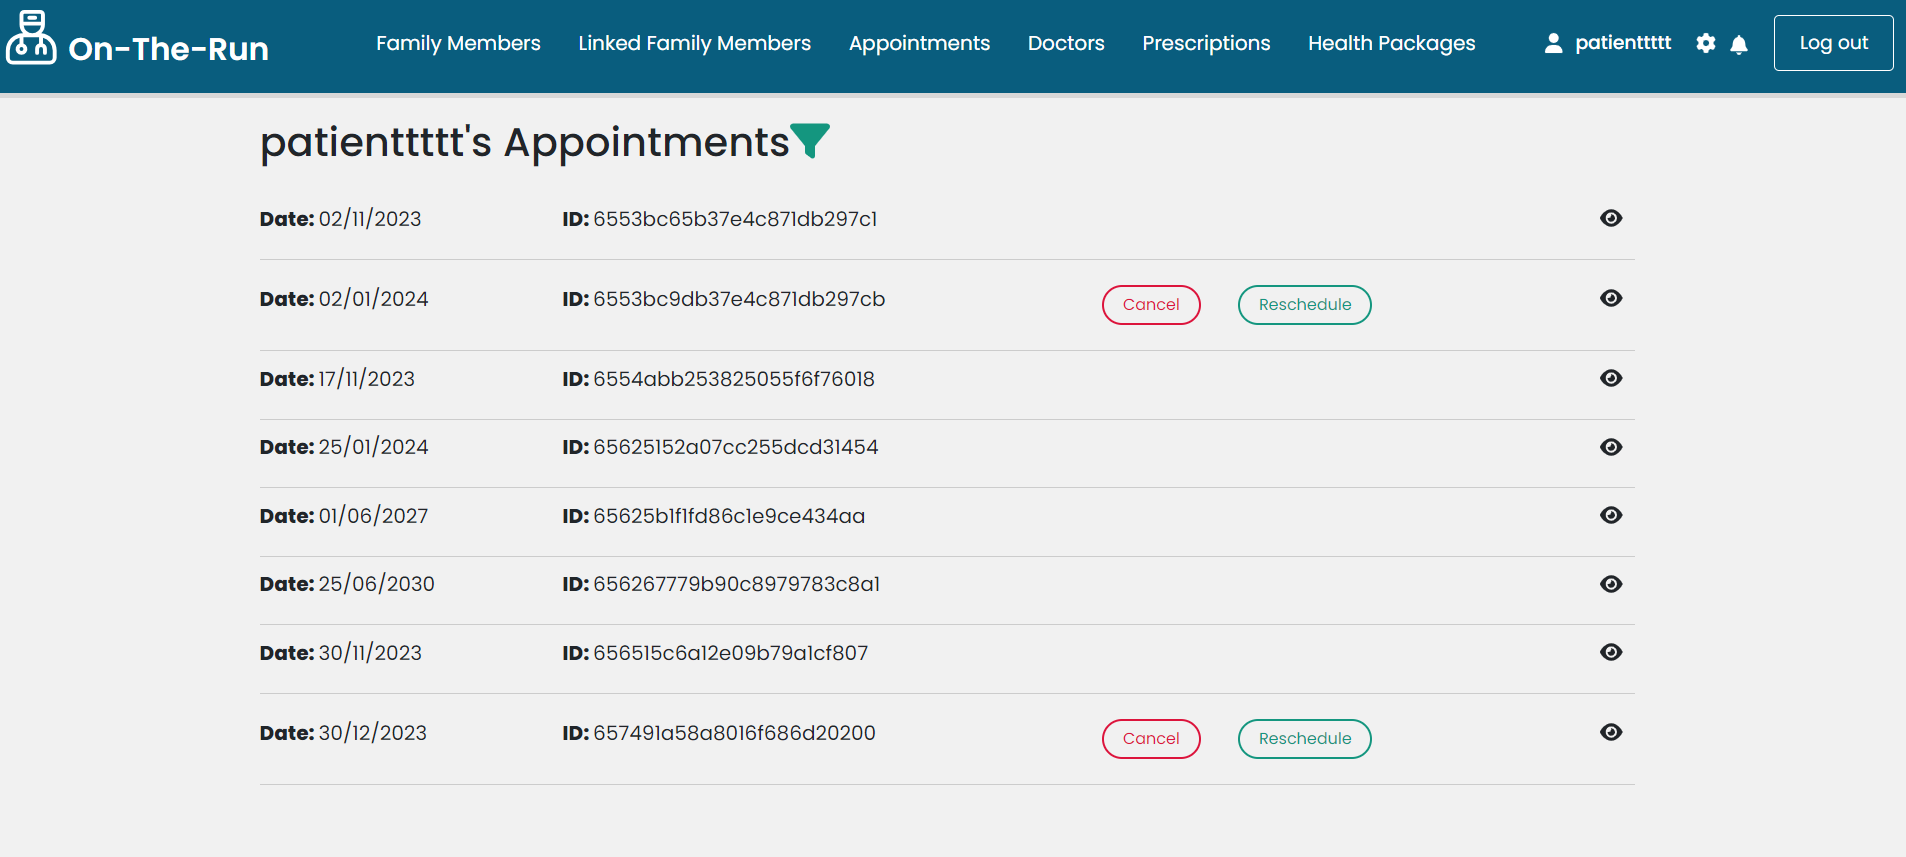 On-The-Run Family Members Linked Family Members Appointments Doctors Prescriptions Health Packages patienttttt Log out
patienttttt's Appointments
Date: 02/11/2023 ID: 6553bc65b37e4c871db297c1
Date: 02/01/2024 ID: 6553bc9db37e4c871db297cb Cancel Reschedule
Date: 17/11/2023 ID: 6554abb253825055f6f76018
Date: 25/01/2024 ID: 65625152a07cc255dcd31454
Date: 01/06/2027 ID: 65625b1f1fd86c1e9ce434aa
Date: 25/06/2030 ID: 656267779b90c8979783c8a1
Date: 30/11/2023 ID: 656515c6a12e09b79a1cf807
Date: 30/12/2023 ID: 657491a58a8016f686d20200 Cancel Reschedule